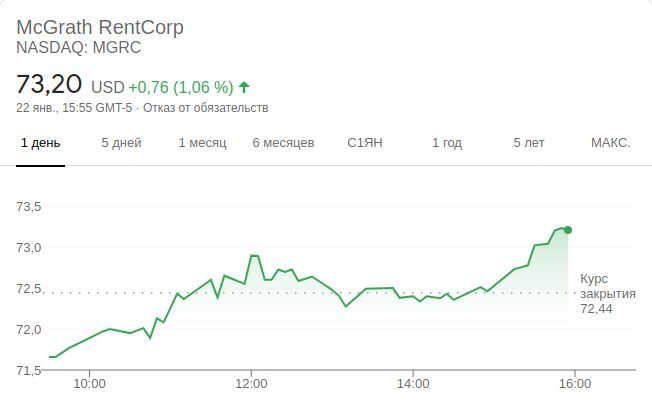 McGrath RentCorp
NASDAQ: MGRC
73,20 USD +0,76 (1,06 %)
22 янв., 15:55 GMT-5 · Отказ от обязательств
1 день 5 дней 1 месяц 6 месяцев С1ЯН 1 год 5 лет МАКС.
73,5
73,0
72,5
72,0
71,5
Курс
закрытия
72,44
10:00 12:00 14:00 16:00